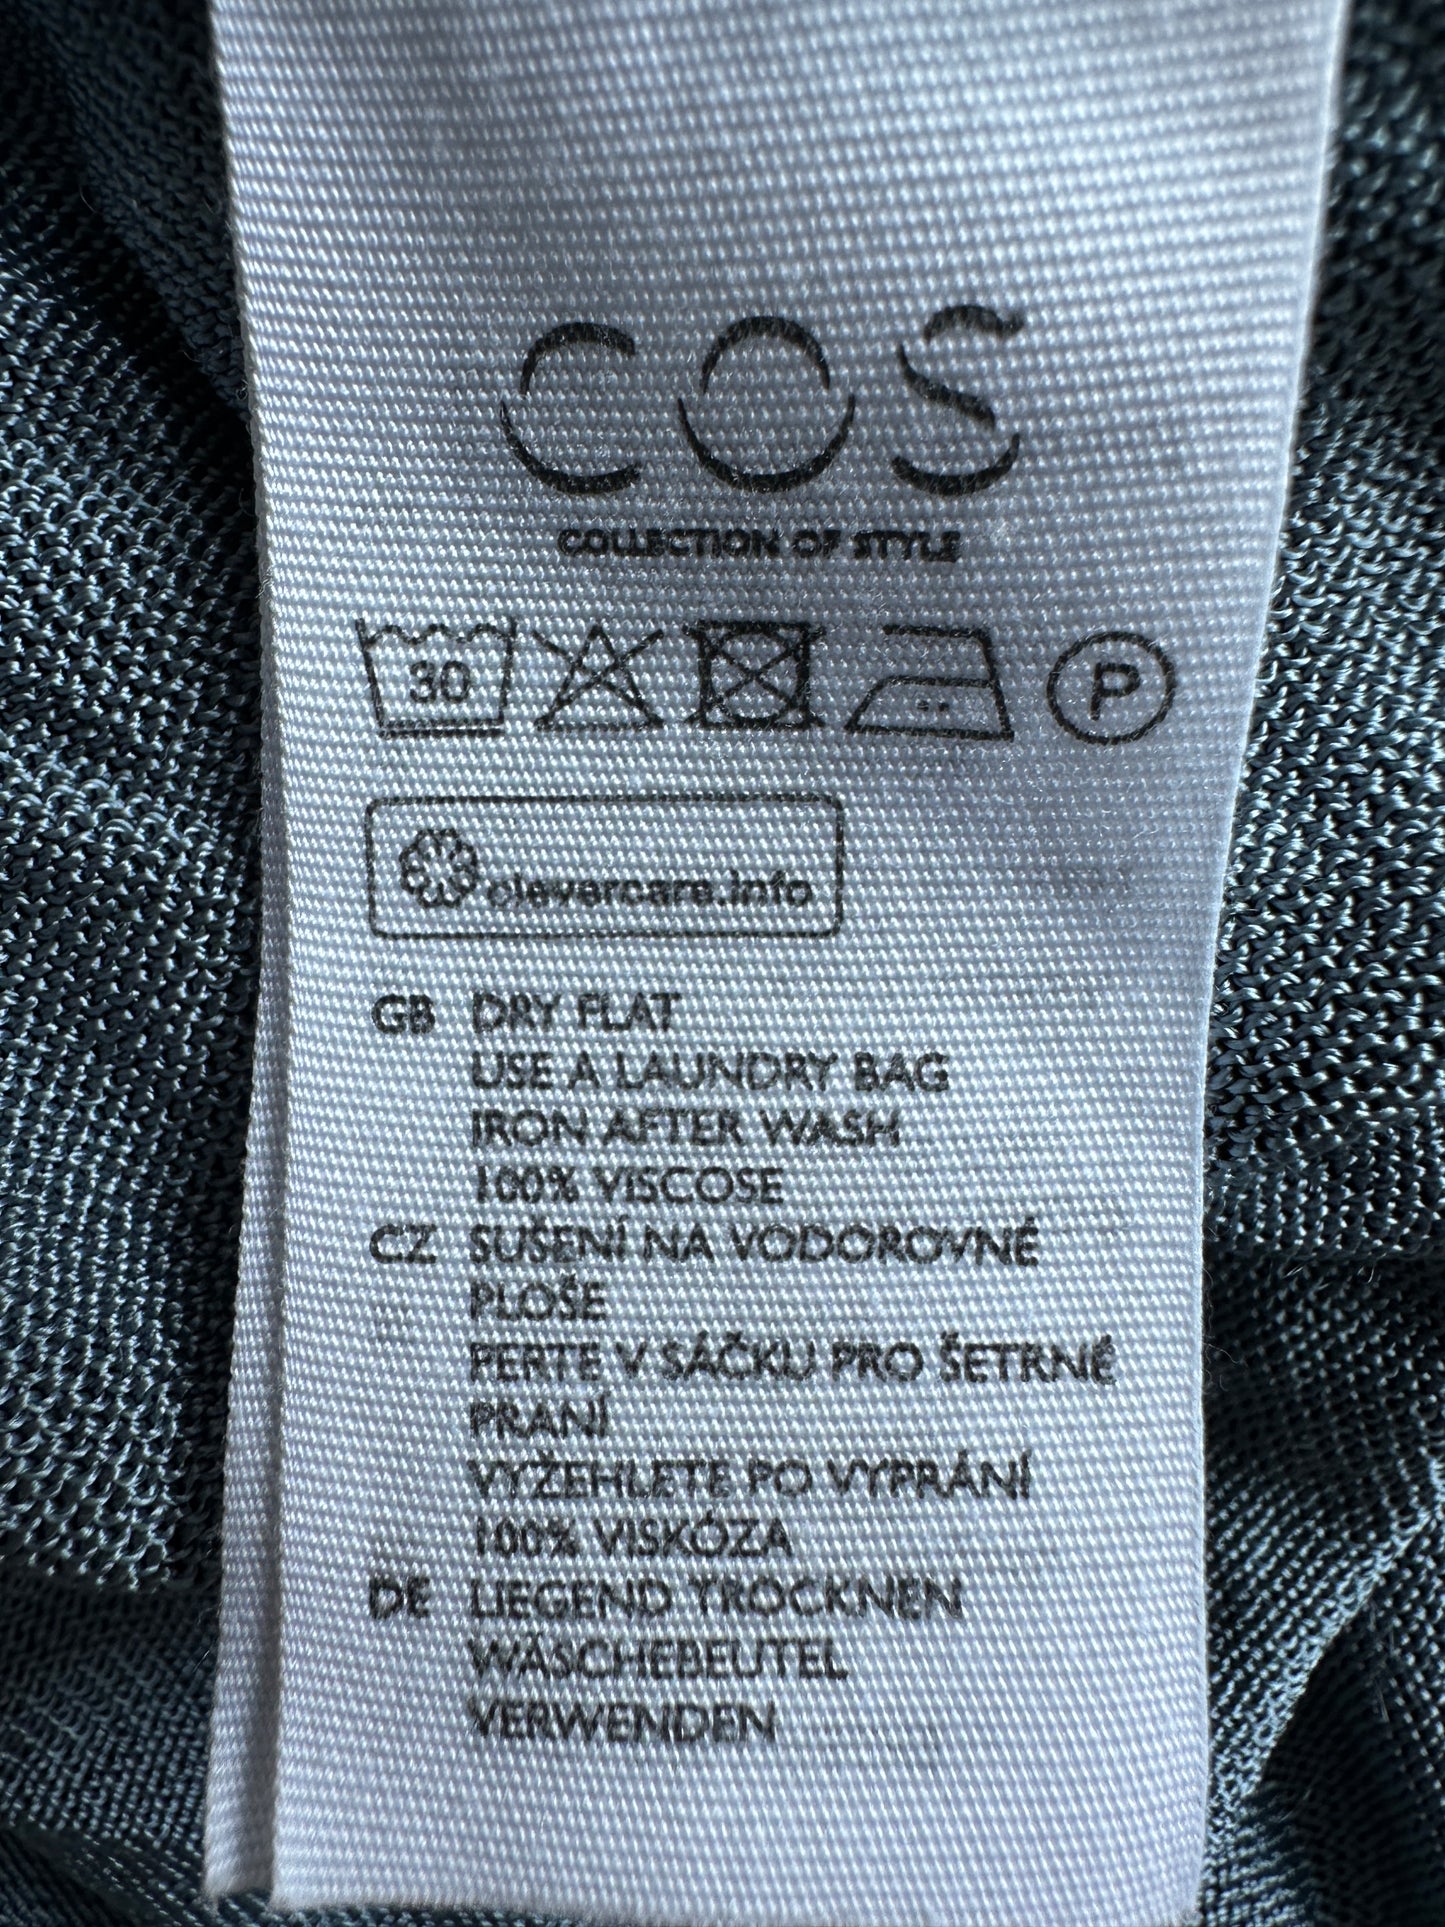 COS
COLLECTION OF STYLE
30 P
clevercare.info
GB DRY FLAT
USE A LAUNDRY BAG
IRON AFTER WASH
100% VISCOSE
CZ SUŠENÍ NA VODOROVNÉ
PLOŠE
PERTE V SÁČKU PRO ŠETRNÉ
PRANÍ
VYŽEHLETE PO VYPRÁNÍ
100% VISKÓZA
DE LIEGEND TROCKNEN
WÄSCHEBEUTEL
VERWENDEN